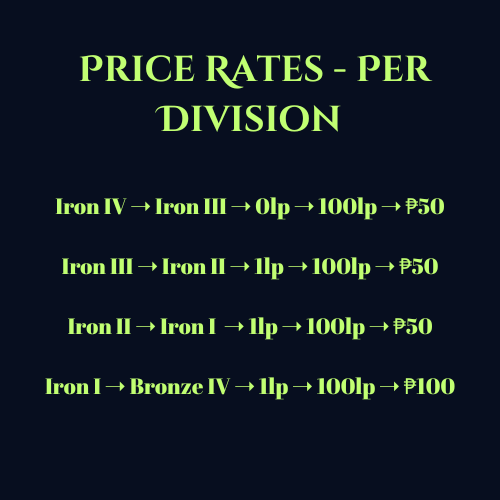 Price Rates - Per
Division
Iron IV → Iron III → 0lp → 100lp → ₱50
Iron III → Iron II → 1lp → 100lp → ₱50
Iron II → Iron I → 1lp → 100lp → ₱50
Iron I → Bronze IV → 1lp → 100lp → ₱100